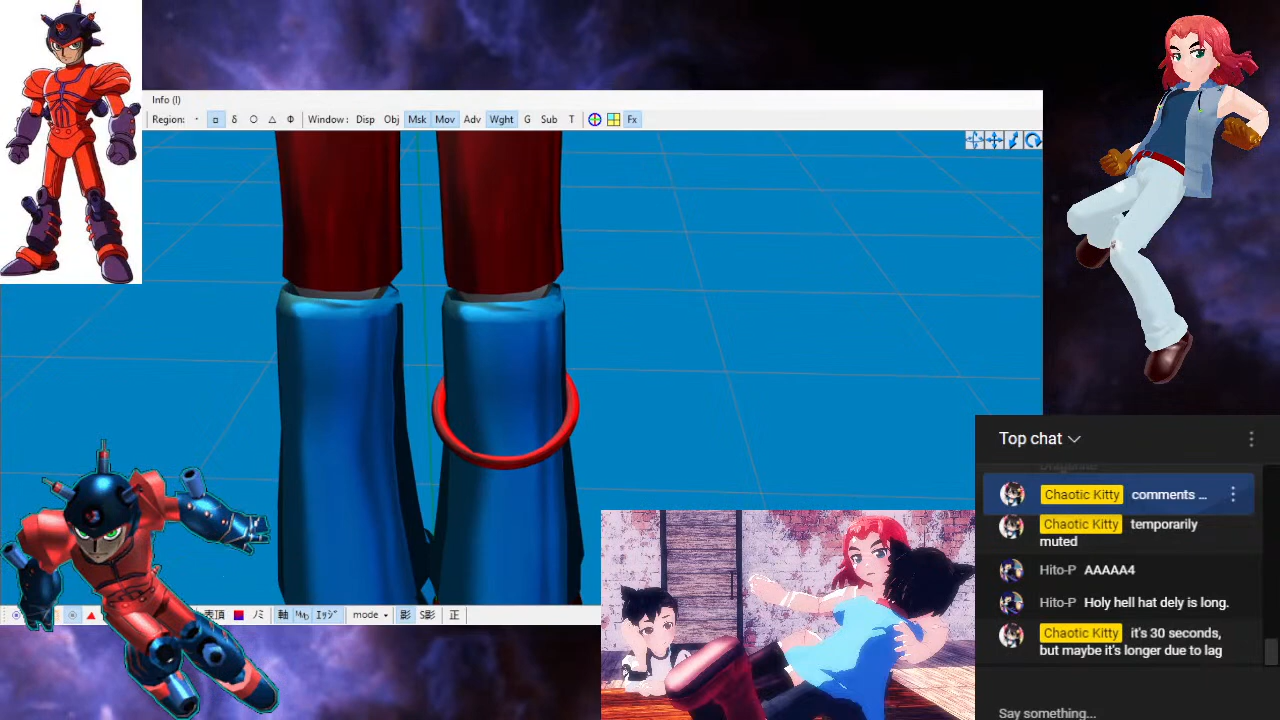 Info (I)
Region: Window : Disp Obj Msk Mov Adv Wght G Sub T Fx
Top chat
Chaotic Kitty comments ...
Chaotic Kitty temporarily
muted
Hito-P AAAAA4
Hito-P Holy hell hat dely is long.
Chaotic Kitty it's 30 seconds,
but maybe it's longer due to lag
Say something...
表頂 ノミ 軸 mode 影 S影 正